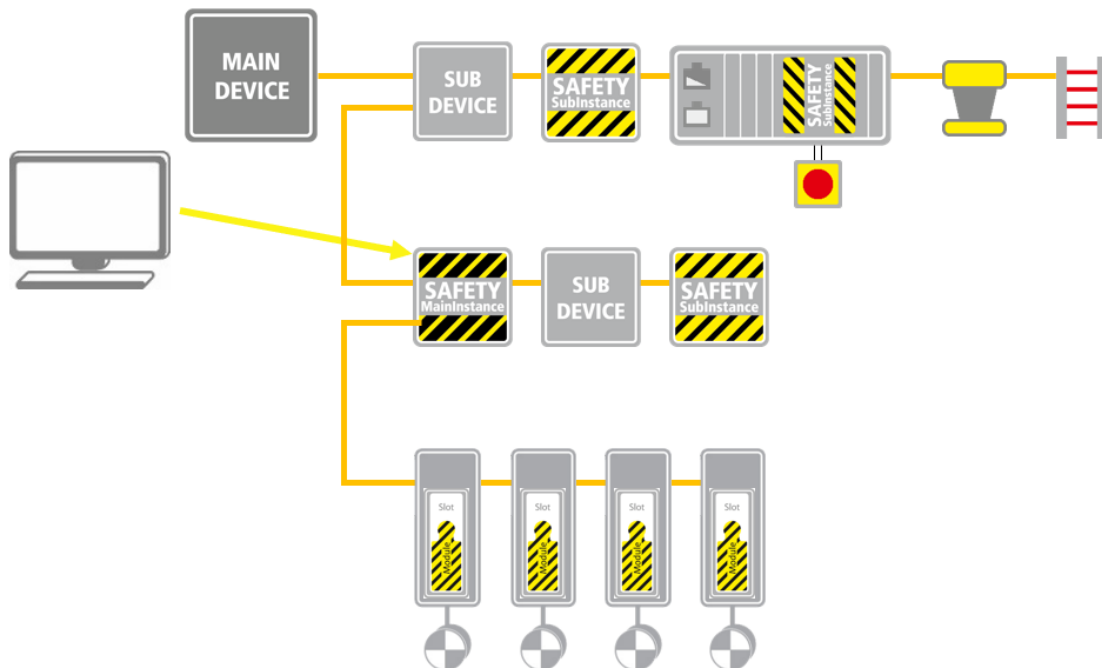 MAIN
DEVICE
SUB
DEVICE
SAFETY
SubInstance
SAFETY
SubInstance
SAFETY
MainInstance
SUB
DEVICE
SAFETY
SubInstance
Slot
Module
Slot
Module
Slot
Module
Slot
Module